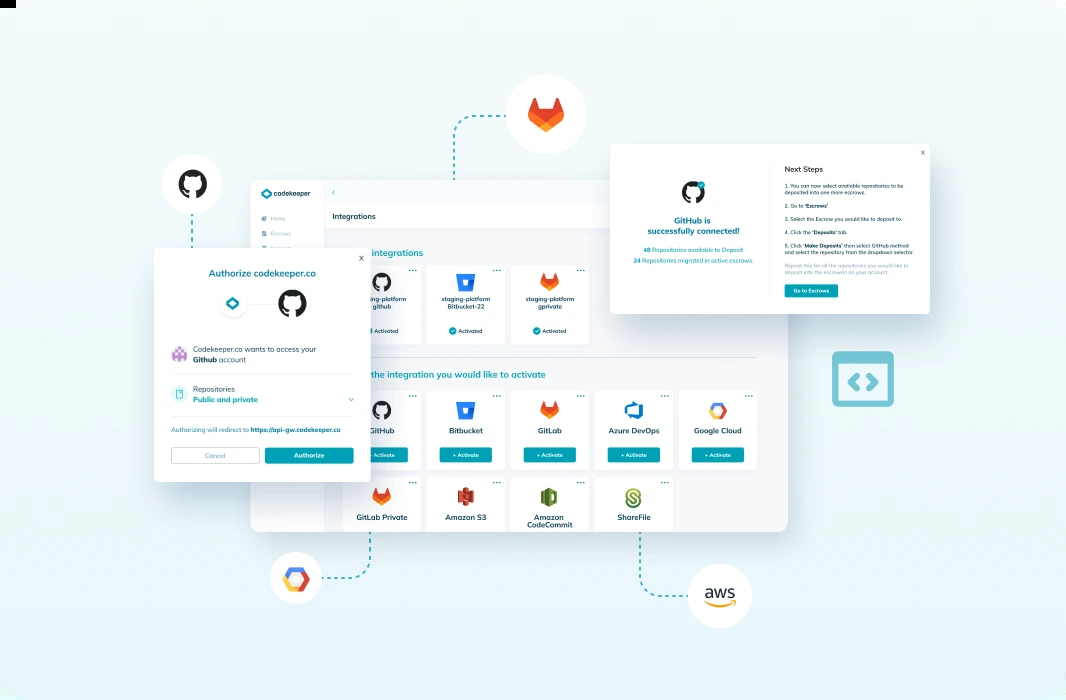 codekeeper
Home
Escrows
Integrations
integrations
staging-platform
github
Activated
staging-platform
Bitbucket-22
Activated
staging-platform
gprivate
Activated
the integration you would like to activate
GitHub
+ Activate
Bitbucket
+ Activate
GitLab
+ Activate
Azure DevOps
+ Activate
Google Cloud
+ Activate
GitLab Private
Amazon S3
Amazon
CodeCommit
ShareFile
X
Authorize codekeeper.co
Codekeeper.co wants to access your
Github account
Repositories
Public and private
Authorizing will redirect to https://api-gw.codekeeper.co
Cancel
Authorize
X
GitHub is
successfully connected!
48 Repositories available to Deposit
24 Repositories migrated in active escrows.
Next Steps
1. You can now select available repositories to be
deposited into one more escrows.
2. Go to 'Escrows'
3. Select the Escrow you would like to deposit to.
4. Click the 'Deposits' tab.
5. Click 'Make Deposits' then select GitHub method
and select the repository from the dropdown selector.
Repeat this for all the repositories you would like to
deposit into the escrow(s) on your account.
Go to Escrows
aws